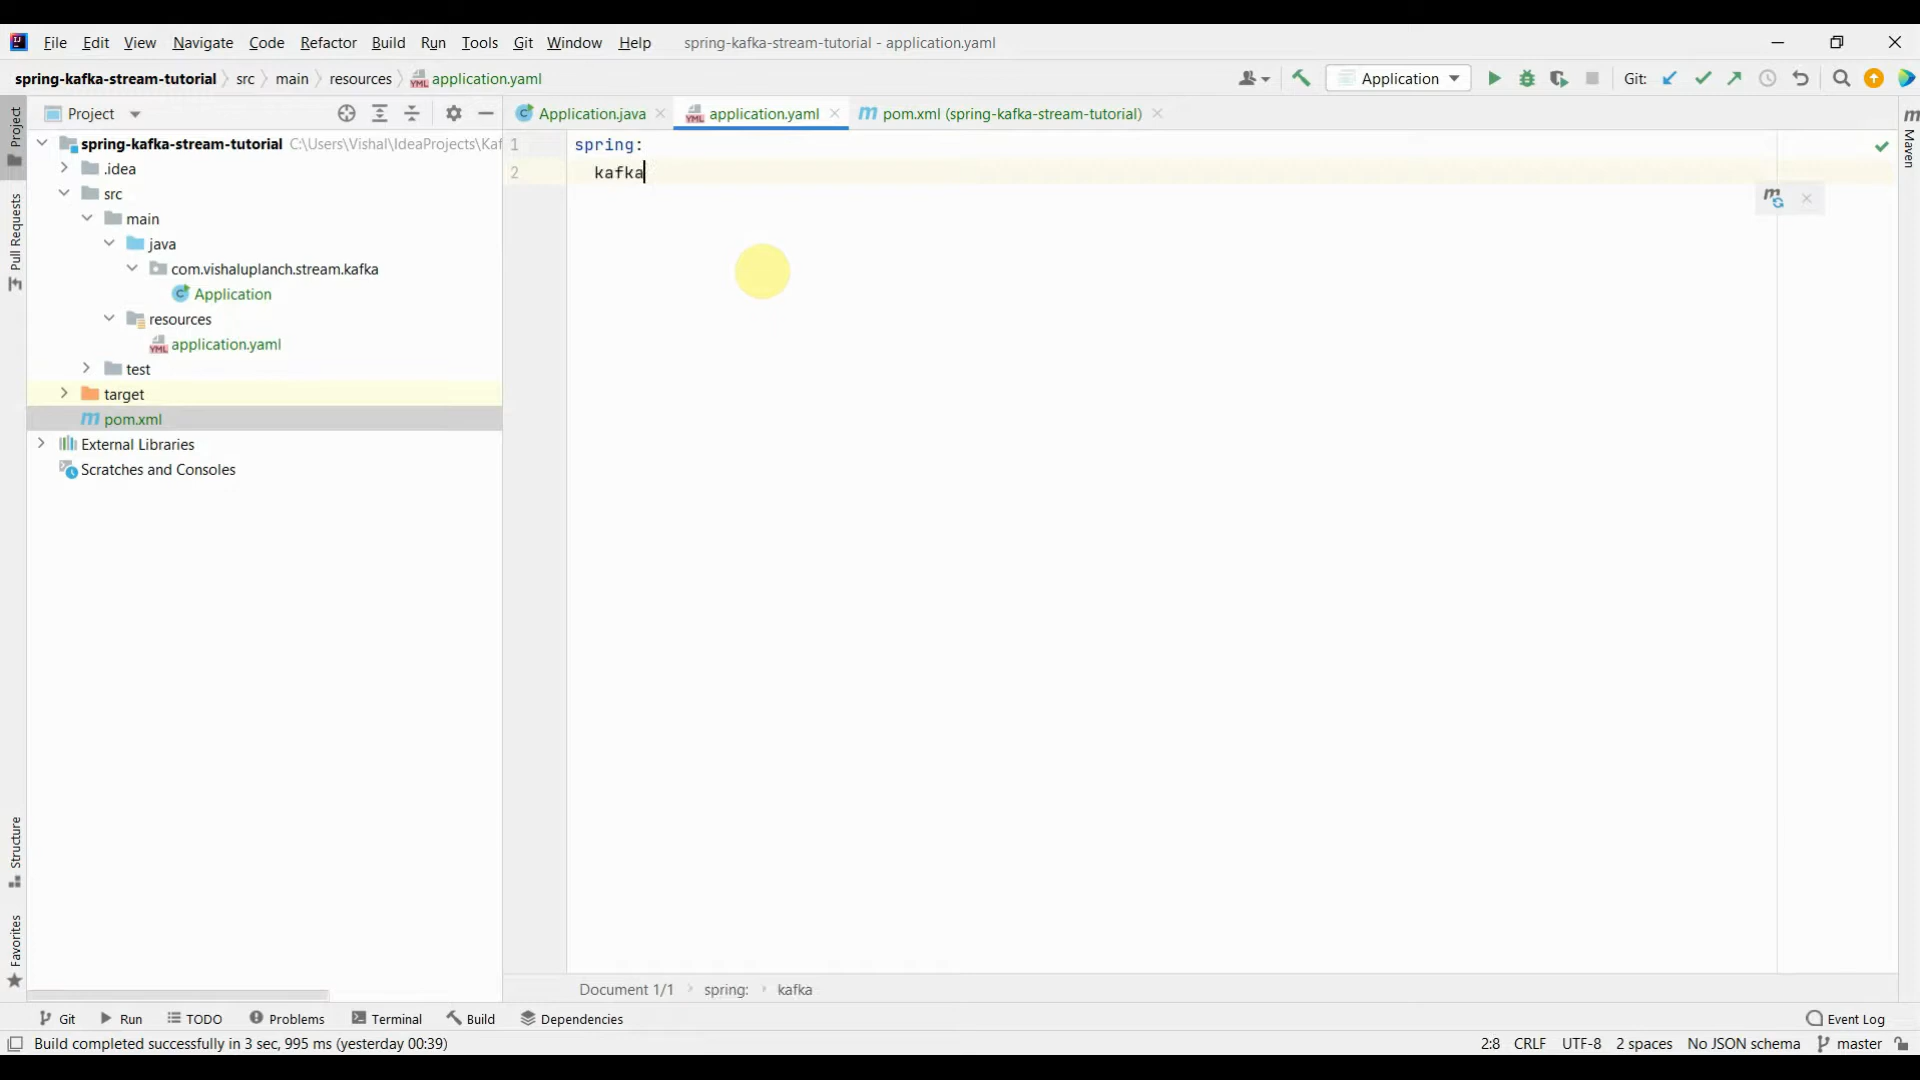 File Edit View Navigate Code Refactor Build Run Tools Git Window Help spring-kafka-stream-tutorial - application.yaml
spring-kafka-stream-tutorial src main resources application.yaml Application Git:
Project Application.java application.yaml pom.xml (spring-kafka-stream-tutorial)
spring-kafka-stream-tutorial C:\Users\Vishal\IdeaProjects\Kaf
.idea
src
main
java
com.vishaluplanch.stream.kafka
Application
resources
application.yaml
test
target
pom.xml
External Libraries
Scratches and Consoles
1 spring:
2 kafka
Project
Pull Requests
Structure
Favorites
Maven
Document 1/1 spring: kafka
Git Run TODO Problems Terminal Build Dependencies Event Log
Build completed successfully in 3 sec, 995 ms (yesterday 00:39) 2:8 CRLF UTF-8 2 spaces No JSON schema master